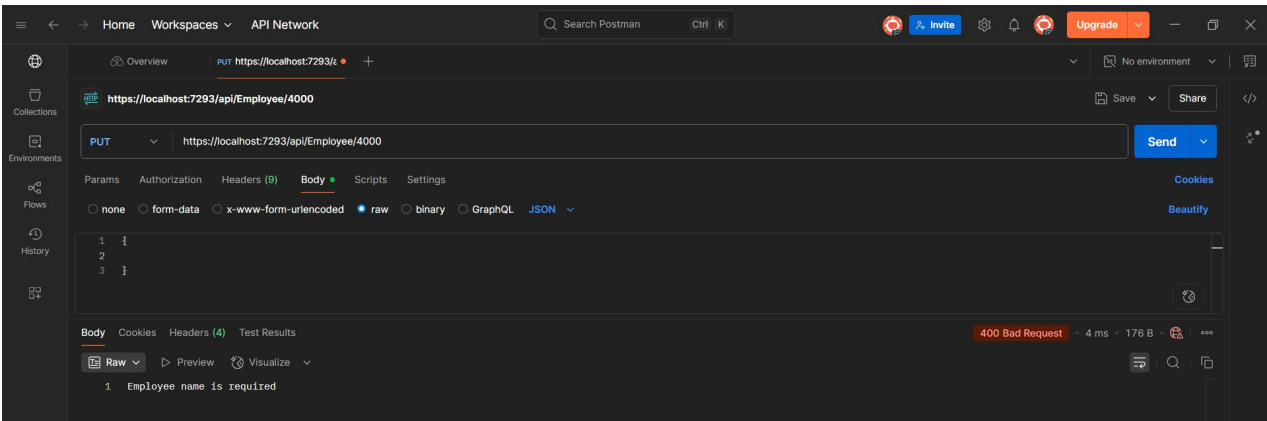 Home Workspaces API Network Search Postman Ctrl K Invite Upgrade
Overview PUT https://localhost:7293/a No environment
HTTP https://localhost:7293/api/Employee/4000 Save Share
Collections
PUT https://localhost:7293/api/Employee/4000 Send
Environments
Params Authorization Headers (9) Body Scripts Settings Cookies
Flows
none form-data x-www-form-urlencoded raw binary GraphQL JSON Beautify
History
1 {
2
3 }
Body Cookies Headers (4) Test Results 400 Bad Request 4 ms 176 B
Raw Preview Visualize
1 Employee name is required